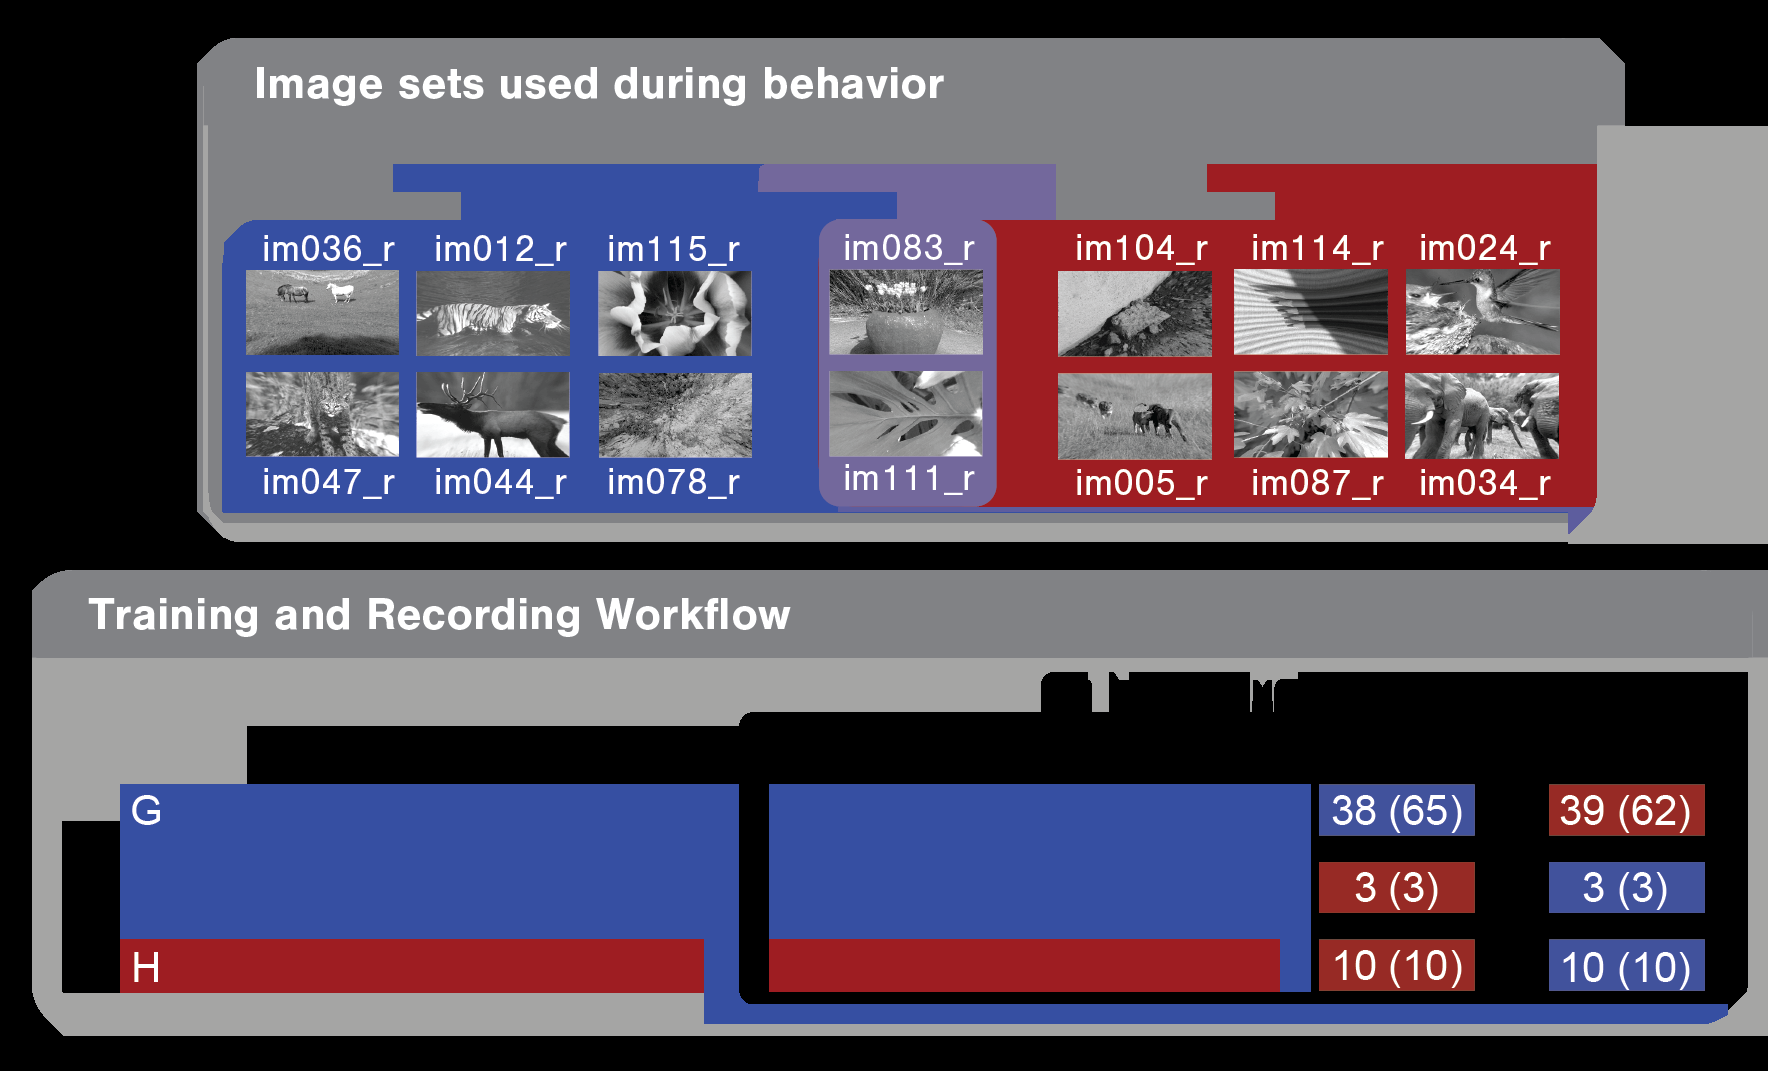 Image sets used during behavior
im036_r im012_r im115_r im083_r im104_r im114_r im024_r
im047_r im044_r im078_r im111_r im005_r im087_r im034_r
Training and Recording Workflow
G 38 (65) 39 (62)
3 (3) 3 (3)
H 10 (10) 10 (10)